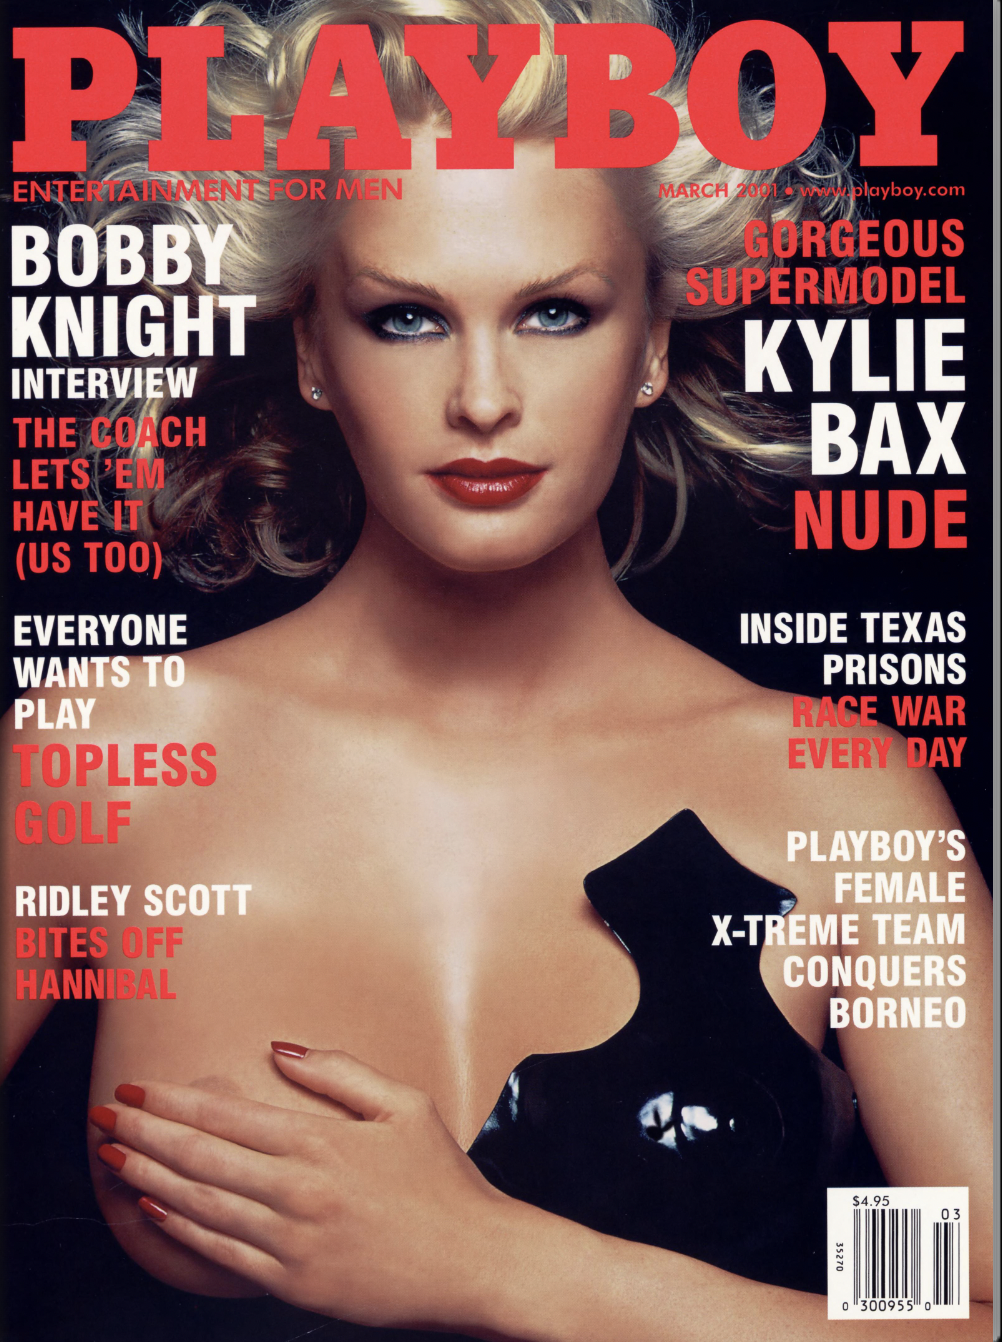 PLAYBOY
ENTERTAINMENT FOR MEN
MARCH 2001 • www.playboy.com
BOBBY
KNIGHT
INTERVIEW
THE COACH
LETS 'EM
HAVE IT
(US TOO)
EVERYONE
WANTS TO
PLAY
TOPLESS
GOLF
RIDLEY SCOTT
BITES OFF
HANNIBAL
GORGEOUS
SUPERMODEL
KYLIE
BAX
NUDE
INSIDE TEXAS
PRISONS
RACE WAR
EVERY DAY
PLAYBOY'S
FEMALE
X-TREME TEAM
CONQUERS
BORNEO
$4.95
03
35270
0 300955 0